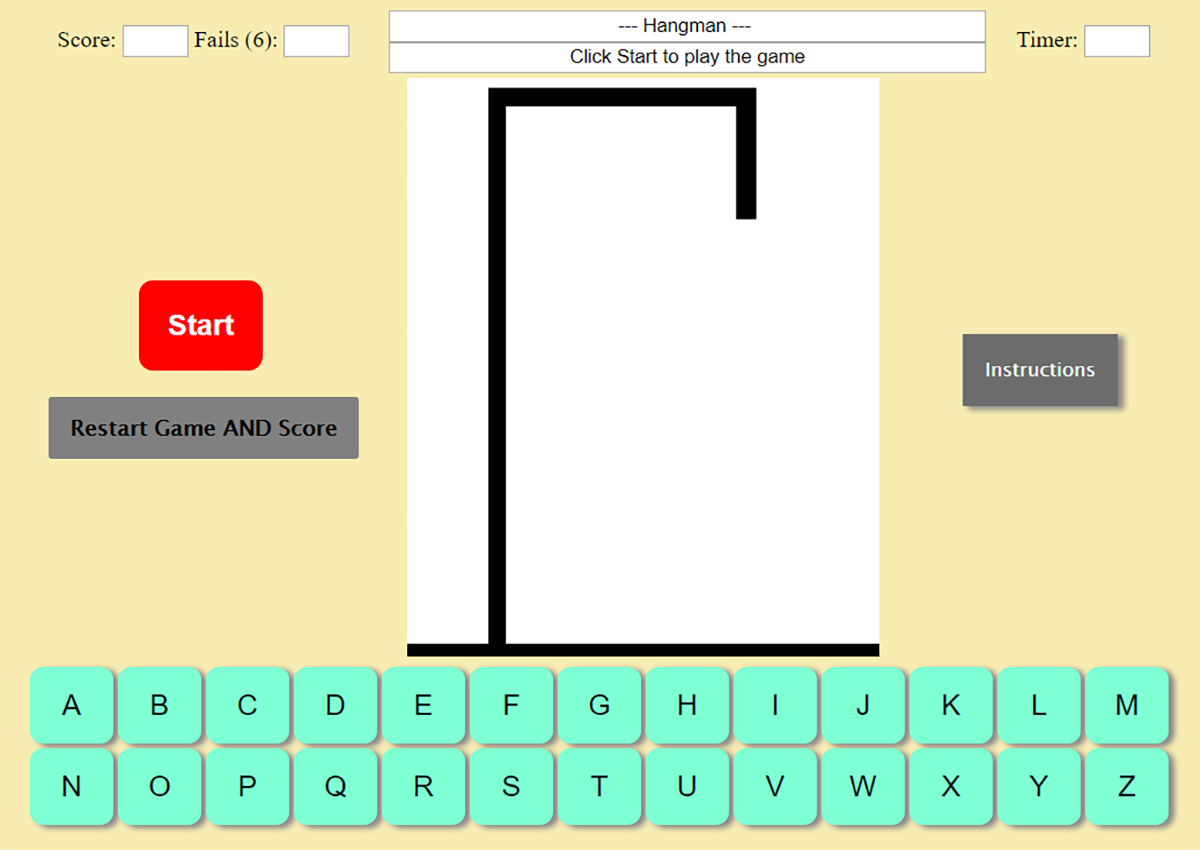 Score: Fails (6):
--- Hangman ---
Click Start to play the game
Timer:
Start
Restart Game AND Score
Instructions
A B C D E F G H I J K L M
N O P Q R S T U V W X Y Z